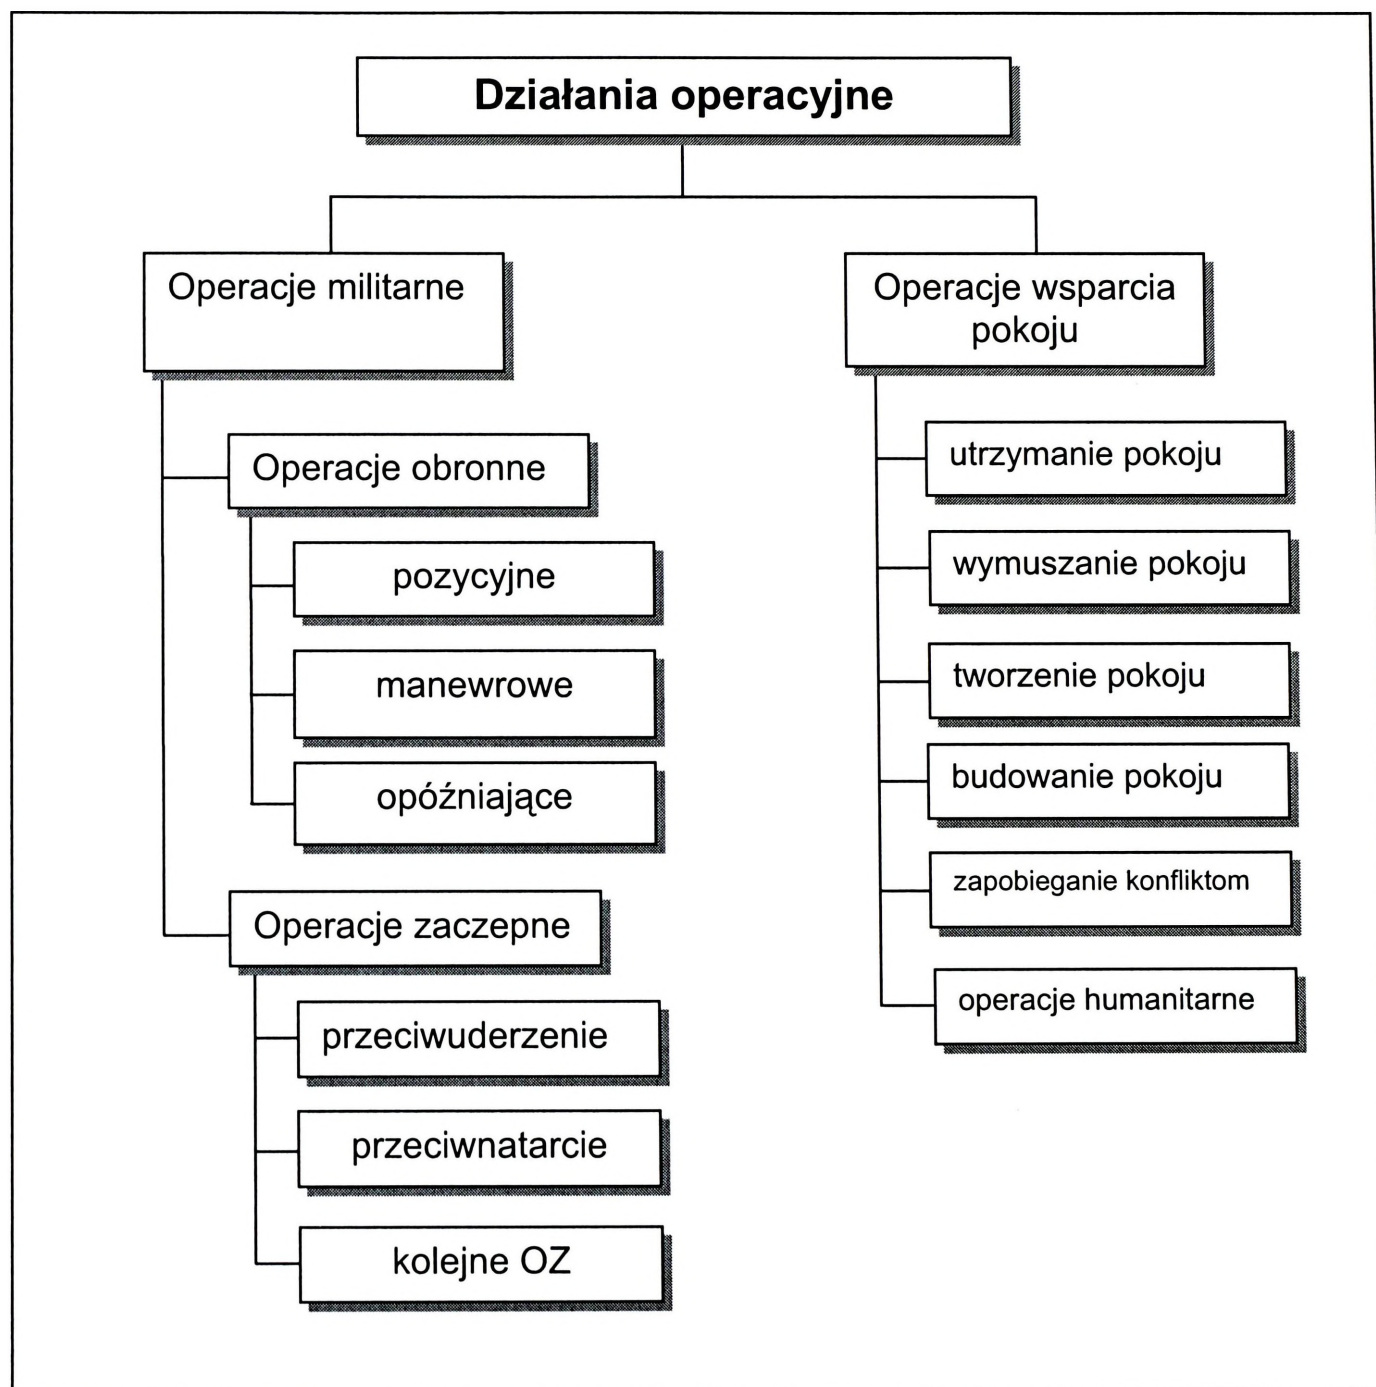 Działania operacyjne
Operacje militarne
Operacje obronne
pozycyjne
manewrowe
opóźniające
Operacje zaczepne
przeciwuderzenie
przeciwnatarcie
kolejne OZ
Operacje wsparcia
pokoju
utrzymanie pokoju
wymuszanie pokoju
tworzenie pokoju
budowanie pokoju
zapobieganie konfliktom
operacje humanitarne